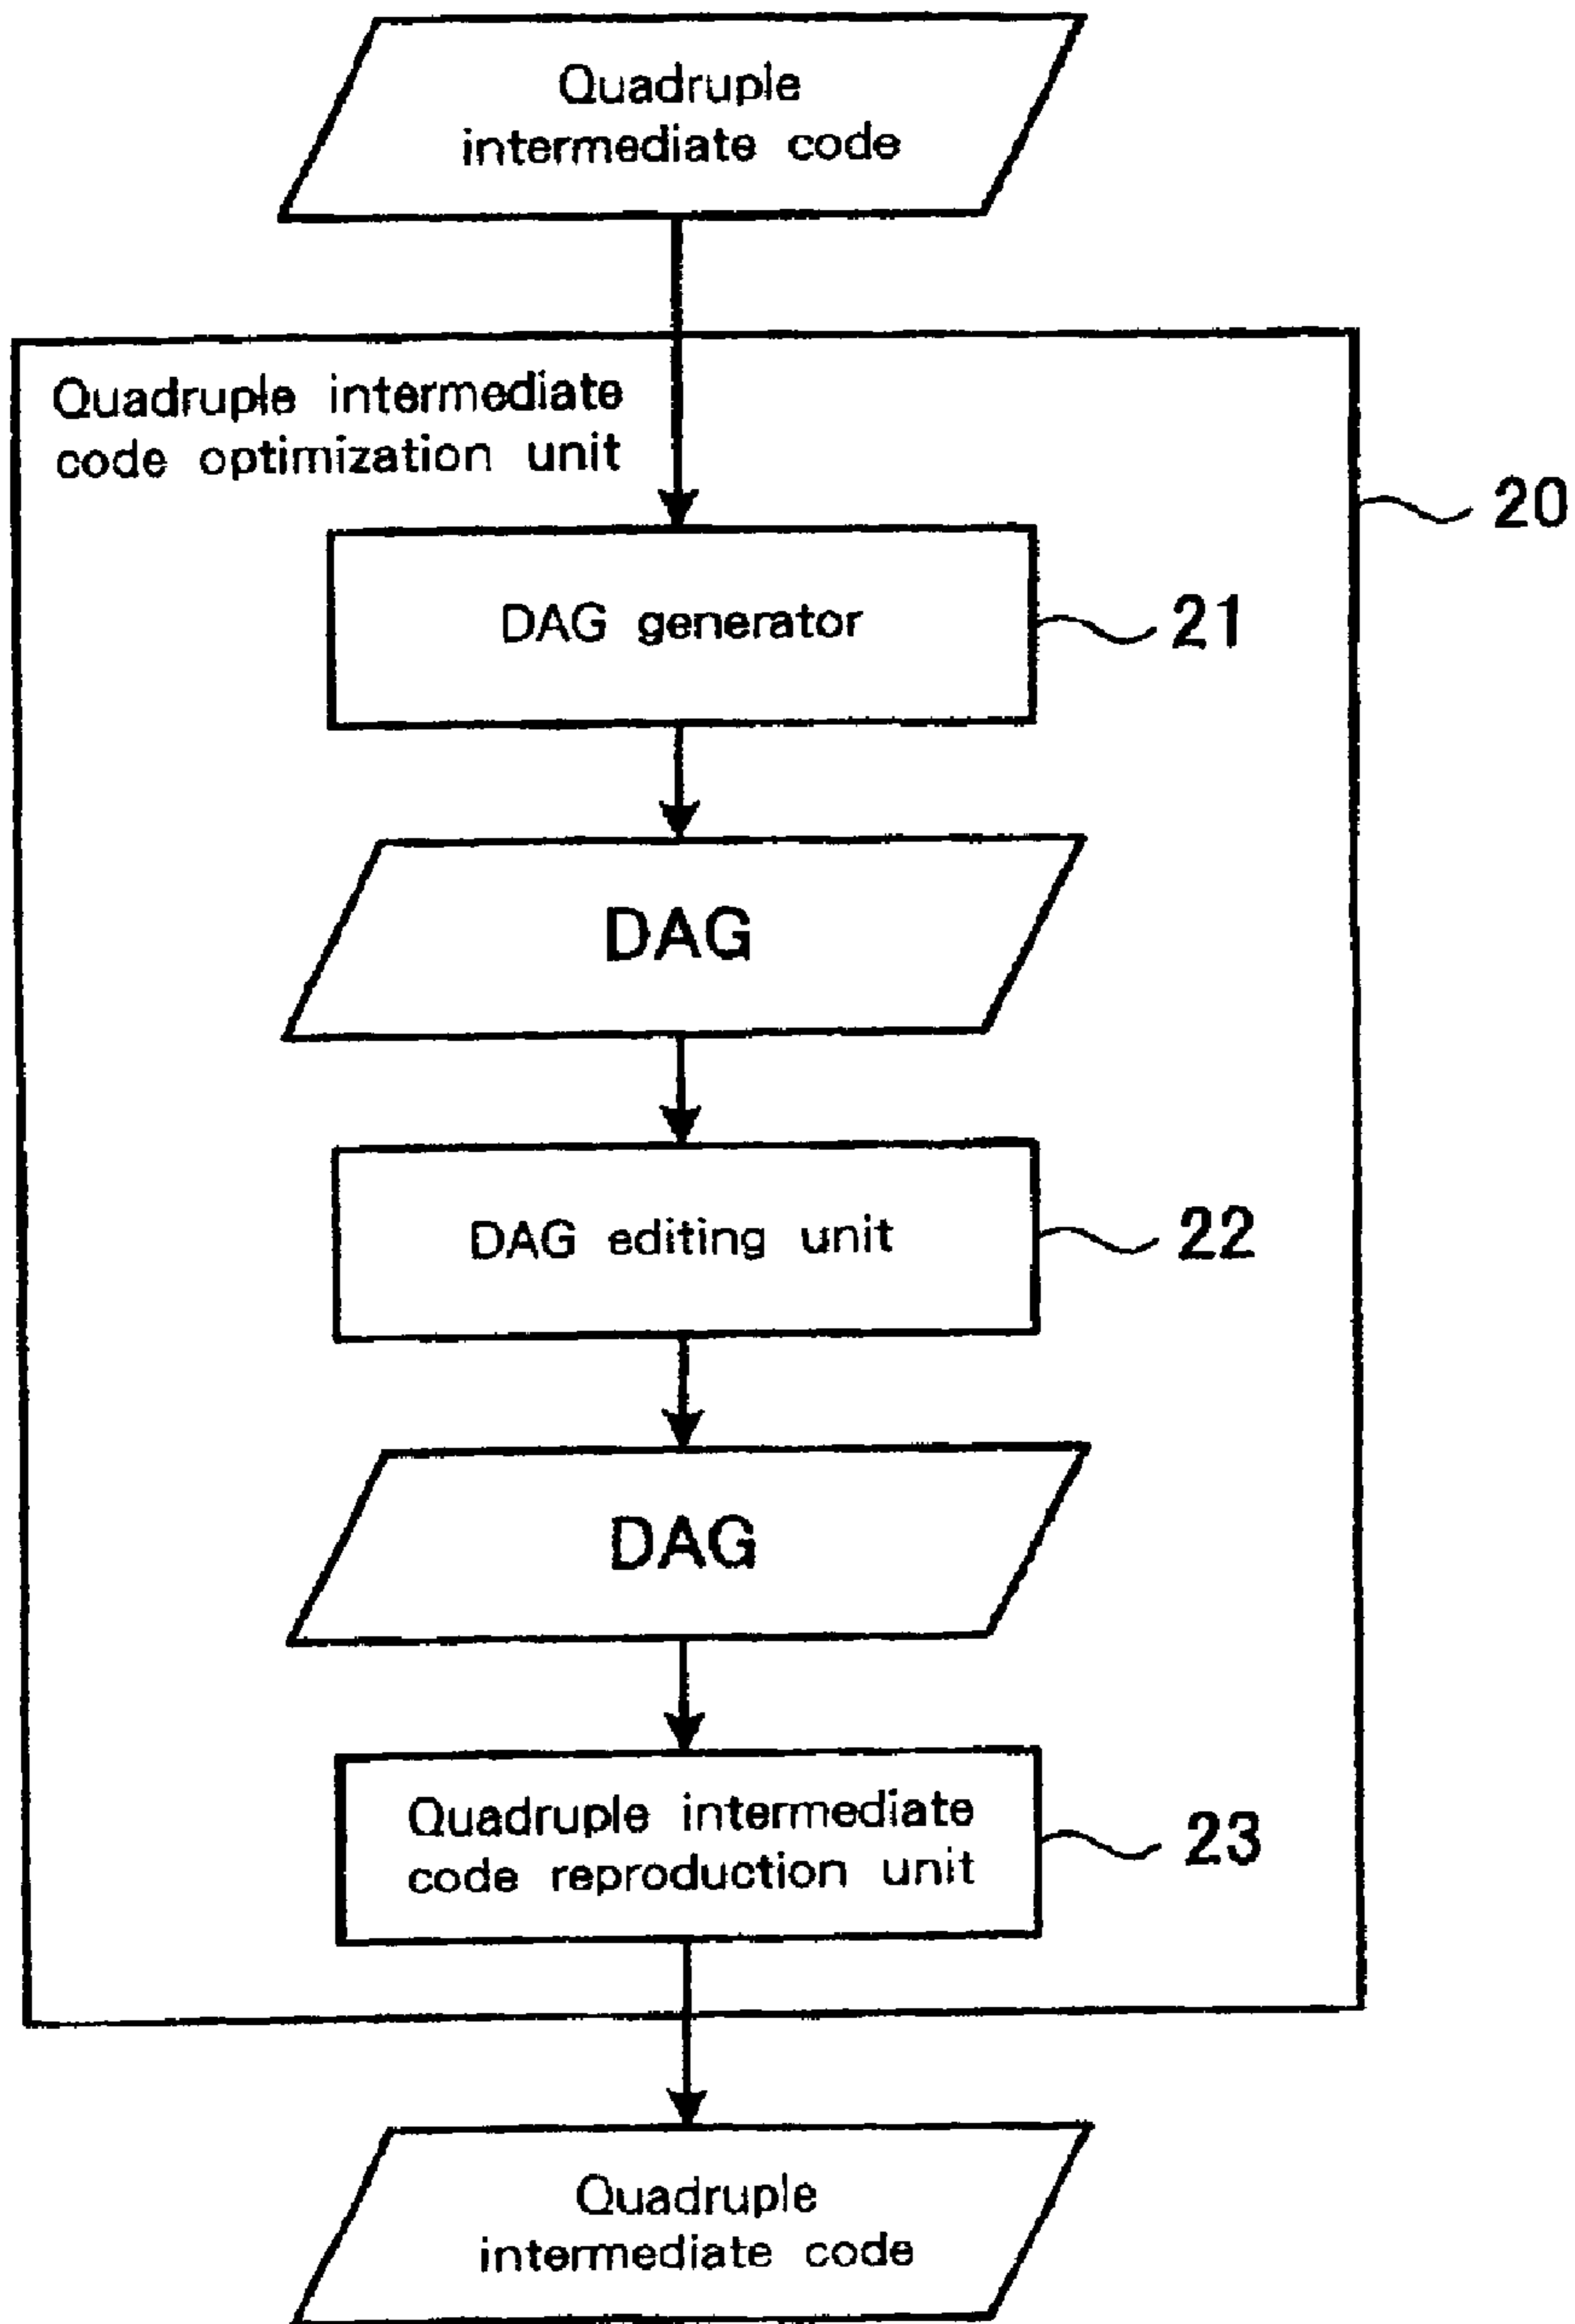 Quadruple
intermediate code
Quadruple intermediate
code optimization unit
20
DAG generator
21
DAG
DAG editing unit
22
DAG
Quadruple intermediate
code reproduction unit
23
Quadruple
intermediate code